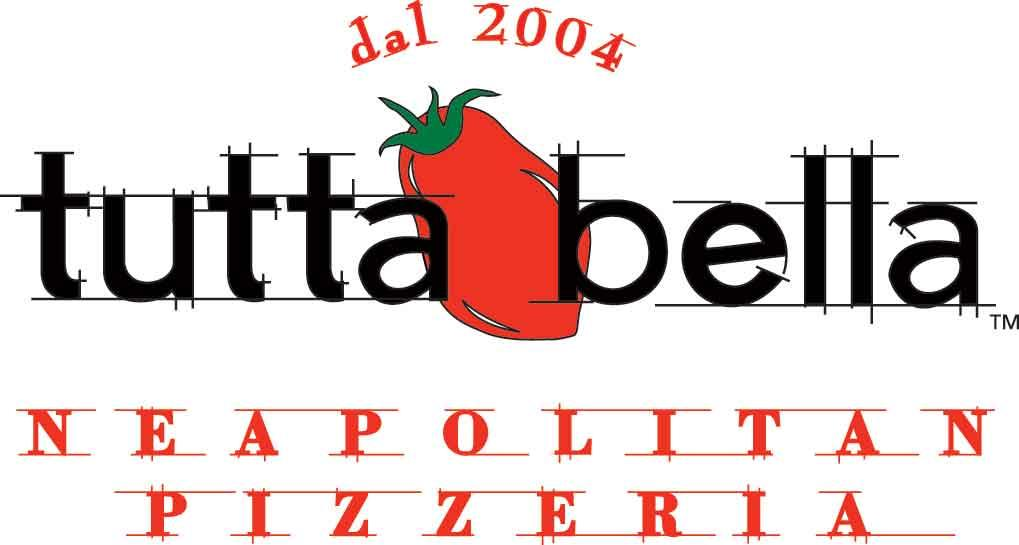 dal 2004
tutta bella
TM
NEAPOLITAN
PIZZERIA